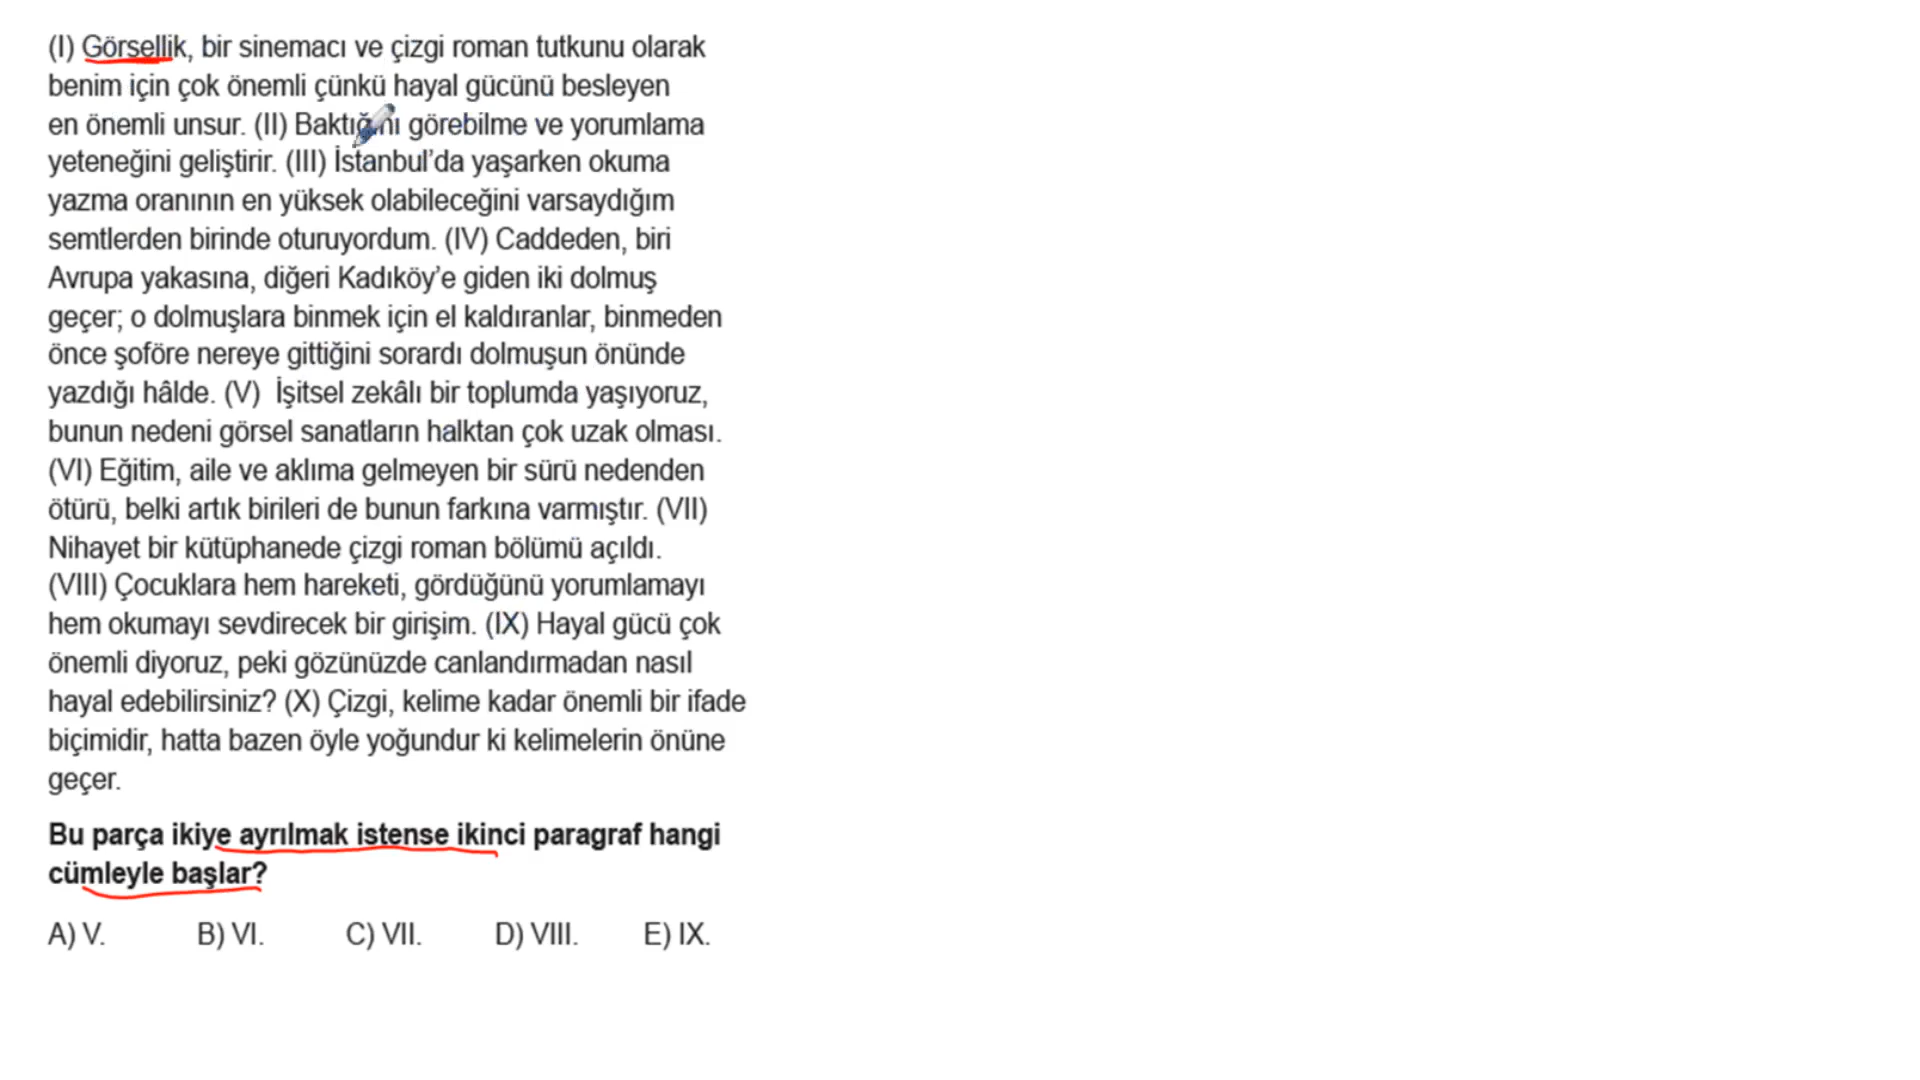 (I) Görsellik, bir sinemacı ve çizgi roman tutkunu olarak
benim için çok önemli çünkü hayal gücünü besleyen
en önemli unsur. (II) Baktığını görebilme ve yorumlama
yeteneğini geliştirir. (III) İstanbul’da yaşarken okuma
yazma oranının en yüksek olabileceğini varsaydığım
semtlerden birinde oturuyordum. (IV) Caddeden, biri
Avrupa yakasına, diğeri Kadıköy’e giden iki dolmuş
geçer; o dolmuşlara binmek için el kaldıranlar, binmeden
önce şoföre nereye gittiğini sorardı dolmuşun önünde
yazdığı hâlde. (V) İşitsel zekâlı bir toplumda yaşıyoruz,
bunun nedeni görsel sanatların halktan çok uzak olması.
(VI) Eğitim, aile ve aklıma gelmeyen bir sürü nedenden
ötürü, belki artık birileri de bunun farkına varmıştır. (VII)
Nihayet bir kütüphanede çizgi roman bölümü açıldı.
(VIII) Çocuklara hem hareketi, gördüğünü yorumlamayı
hem okumayı sevdirecek bir girişim. (IX) Hayal gücü çok
önemli diyoruz, peki gözünüzde canlandırmadan nasıl
hayal edebilirsiniz? (X) Çizgi, kelime kadar önemli bir ifade
biçimidir, hatta bazen öyle yoğundur ki kelimelerin önüne
geçer.
Bu parça ikiye ayrılmak istense ikinci paragraf hangi
cümleyle başlar?
A) V. B) VI. C) VII. D) VIII. E) IX.